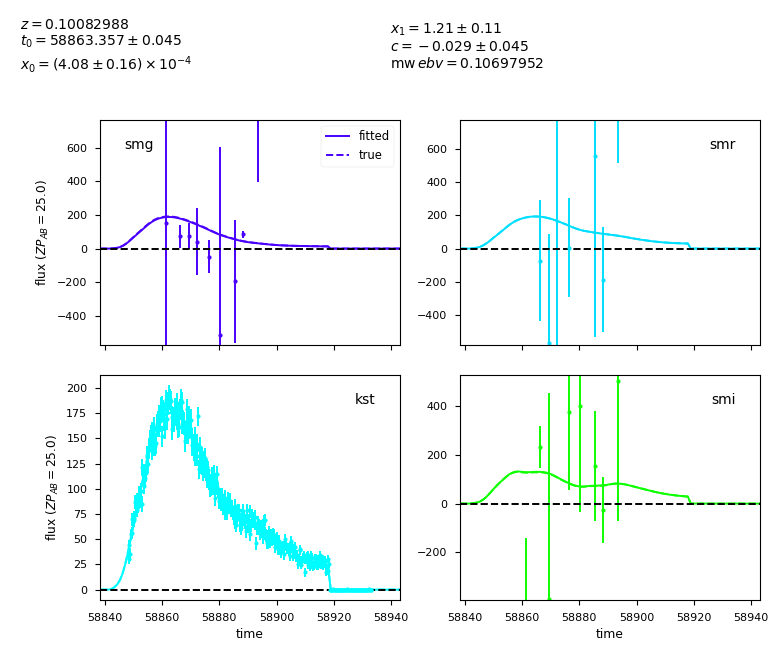 z = 0.10082988
t₀ = 58863.357 ± 0.045
x₀ = (4.08 ± 0.16) × 10⁻⁴
x₁ = 1.21 ± 0.11
c = −0.029 ± 0.045
mw ebv = 0.10697952
smg
fitted
true
600
400
200
0
−200
−400
flux (ZP_AB = 25.0)
smr
600
400
200
0
−200
−400
kst
200
175
150
125
100
75
50
25
0
flux (ZP_AB = 25.0)
58840 58860 58880 58900 58920 58940
time
smi
400
200
0
−200
58840 58860 58880 58900 58920 58940
time